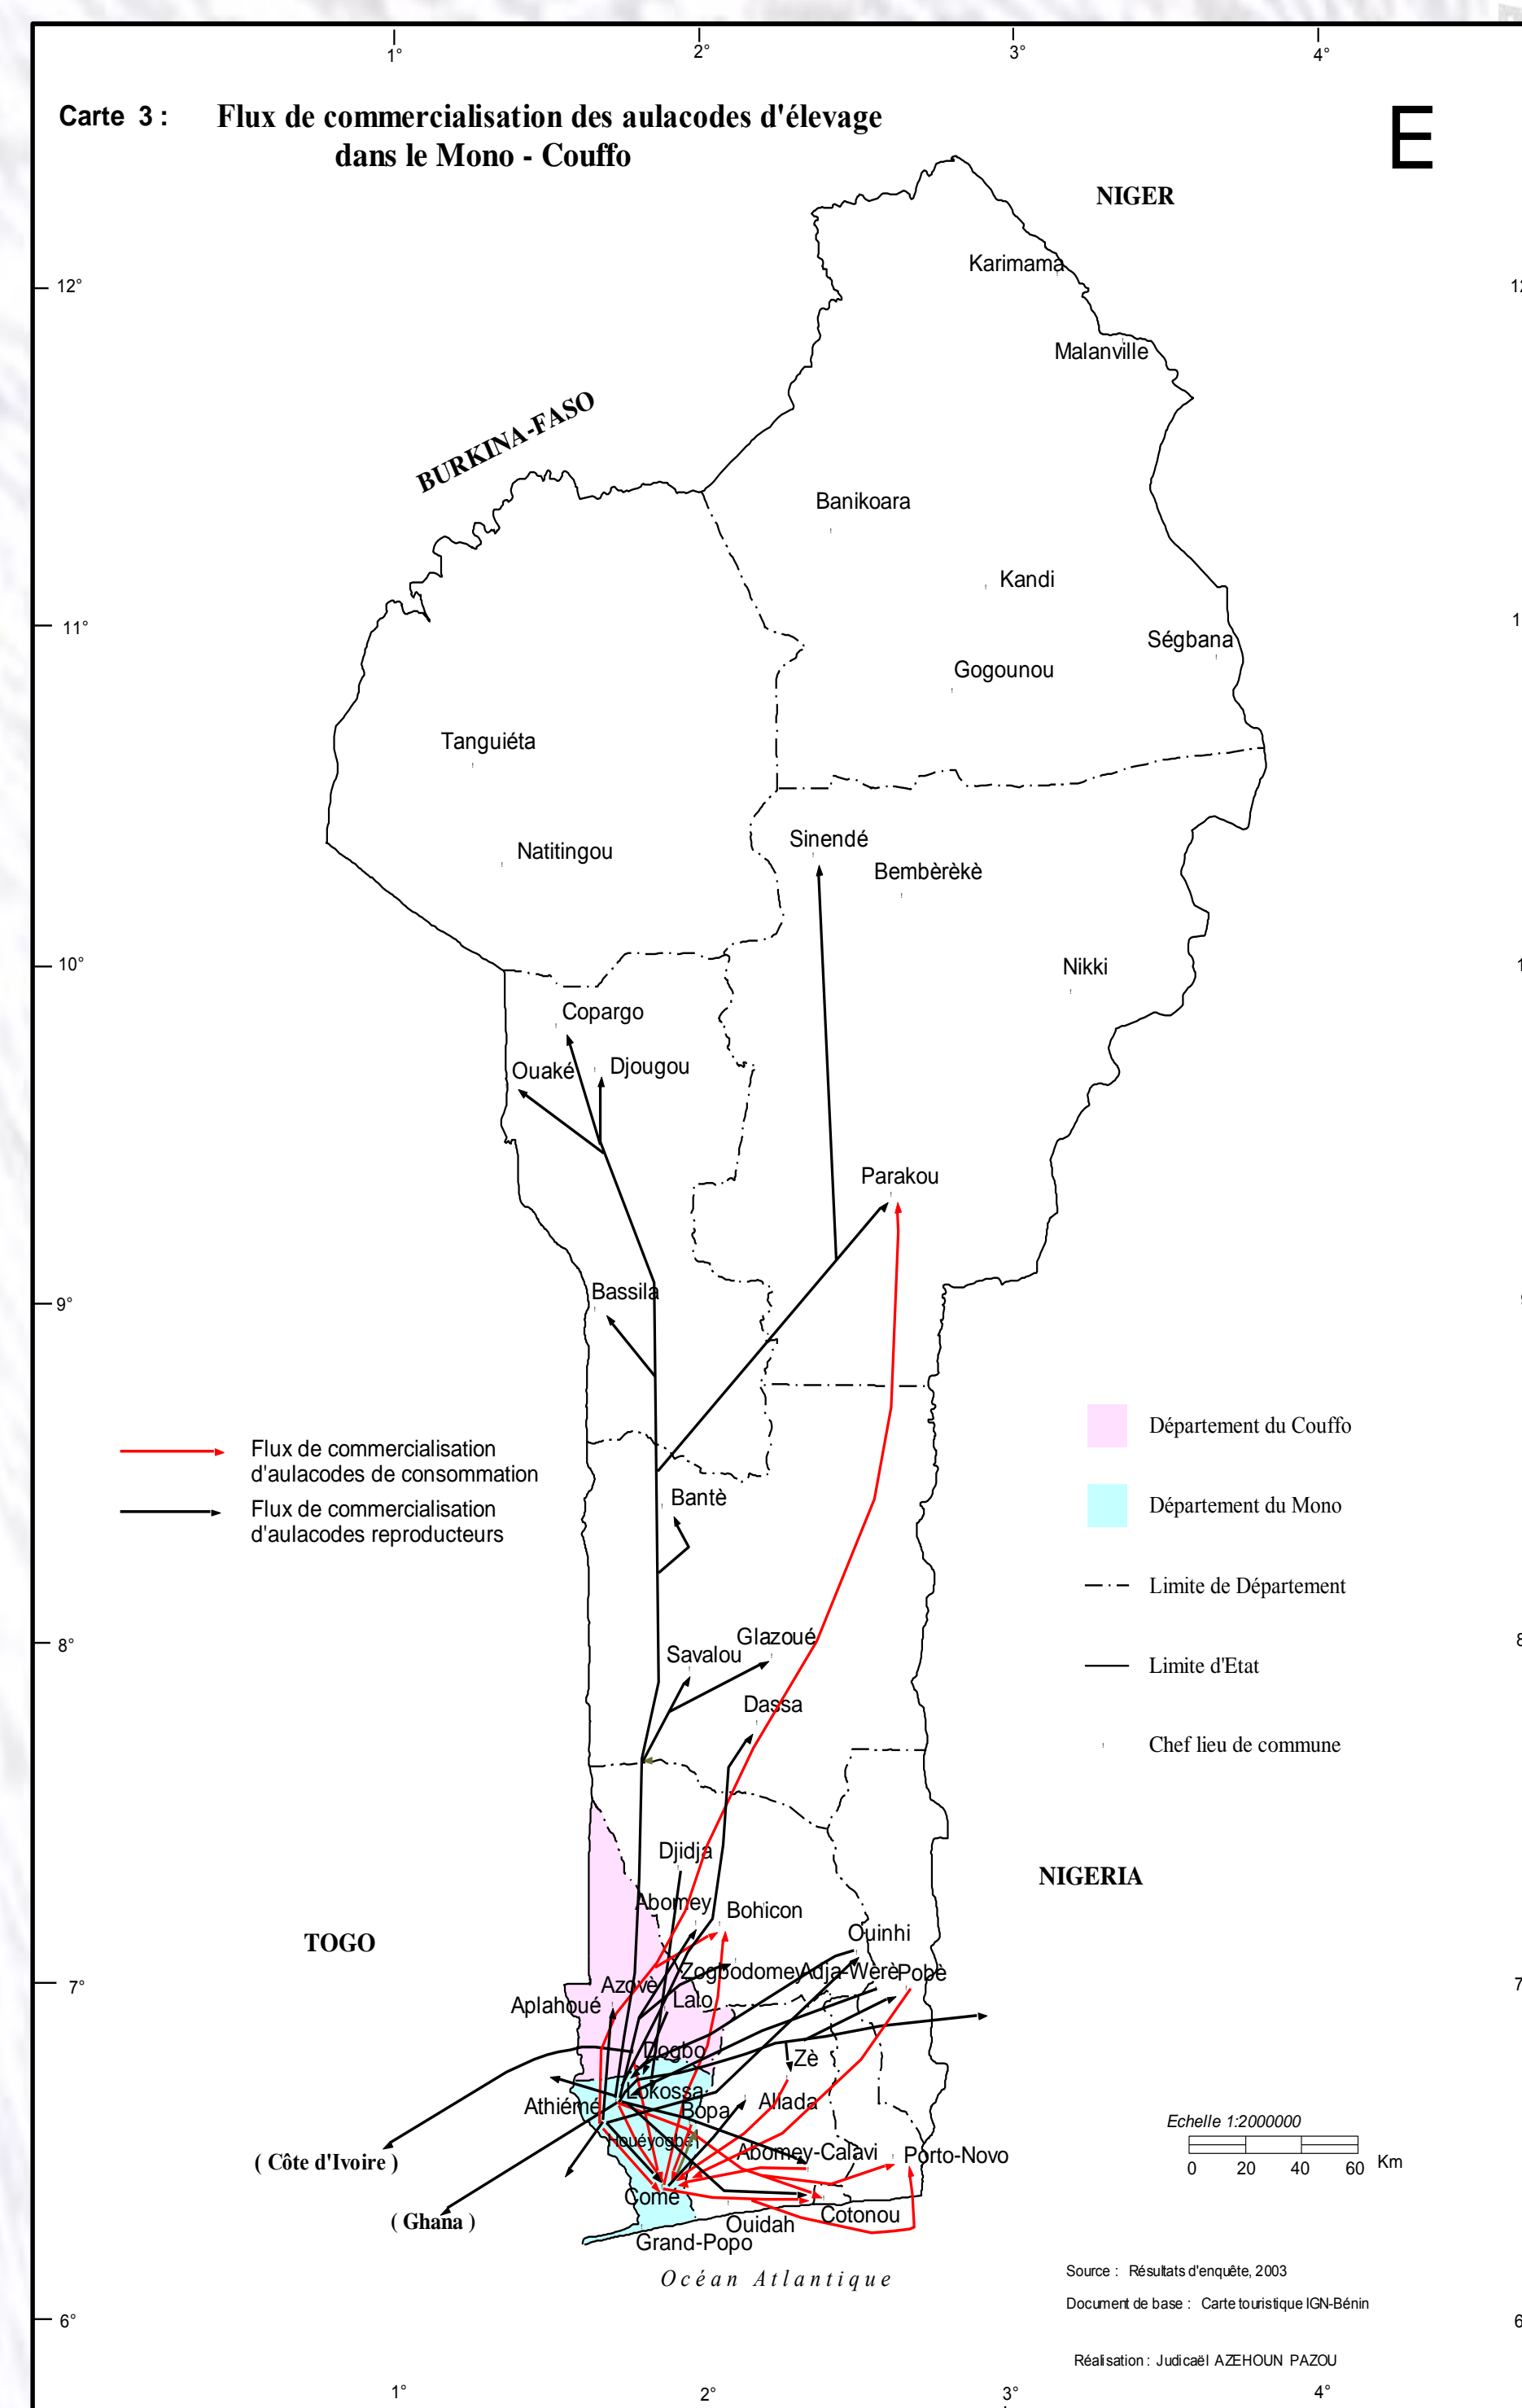 1°
2°
3°
4°
Carte 3 : Flux de commercialisation des aulacodes d'élevage
dans le Mono - Couffo
E
NIGER
Karimama
12°
Malanville
BURKINA-FASO
Banikoara
Kandi
11°
Ségbana
Gogounou
Tanguiéta
Sinendé
Natitingou
Bembèrèkè
10°
Nikki
Copargo
Ouaké
Djougou
Parakou
Bassila
9°
Flux de commercialisation
d'aulacodes de consommation
Flux de commercialisation
d'aulacodes reproducteurs
Département du Couffo
Département du Mono
Limite de Département
Limite d'Etat
Chef lieu de commune
Bantè
8°
Glazoué
Savalou
Dassa
Djidja
NIGERIA
Abomey
Bohicon
Ouinhi
TOGO
Zogbodomey
Adja-Wèrè
Pobè
7°
Azovè
Aplahoué
Lalo
Dogbo
Zè
Lokossa
Athiémé
Bopa
Allada
Houéyogbé
Abomey-Calavi
Porto-Novo
( Côte d'Ivoire )
Comé
Cotonou
( Ghana )
Ouidah
Grand-Popo
Océan Atlantique
Echelle 1:2000000
0 20 40 60 Km
Source : Résultats d'enquête, 2003
Document de base : Carte touristique IGN-Bénin
6°
Réalisation : Judicaël AZEHOUN PAZOU
1°
2°
3°
4°